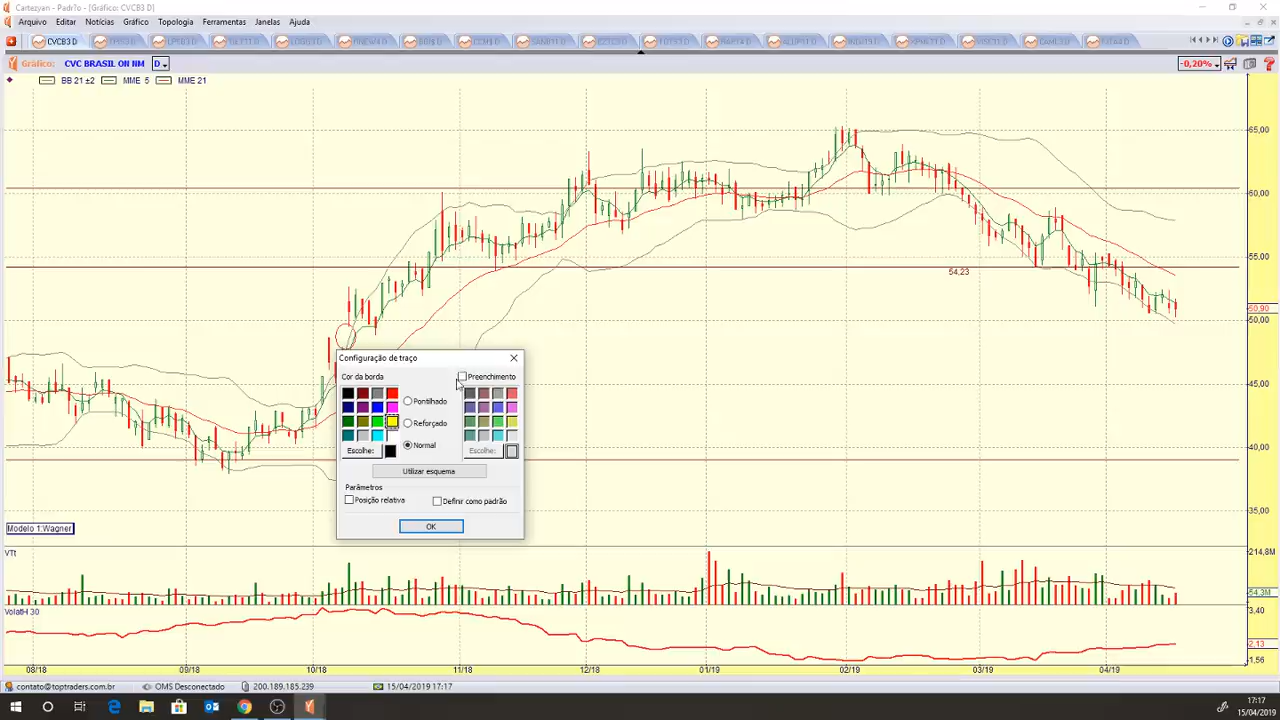 Cartezyan - Padr?o - [Gráfico: CVCB3 D]
Arquivo Editar Notícias Gráfico Topologia Ferramentas Janelas Ajuda
CVCB3 D
Gráfico: CVC BRASIL ON NM D
-0,20%
BB 21 ±2 MME 5 MME 21
65,00
60,00
55,00
54,23
50,00
45,00
40,00
35,00
Configuração de traço
Cor da borda
Preenchimento
Pontilhado
Reforçado
Normal
Escolhe:
Escolhe:
Utilizar esquema
Parâmetros
Posição relativa
Definir como padrão
OK
Modelo 1:Wagner
VTt
214,8M
54,3M
VolatH 30
3,40
2,13
1,56
08/18 09/18 10/18 11/18 12/18 01/19 02/19 03/19 04/19
contato@toptraders.com.br OMS Desconectado 200.189.185.239 15/04/2019 17:17
17:17
15/04/2019